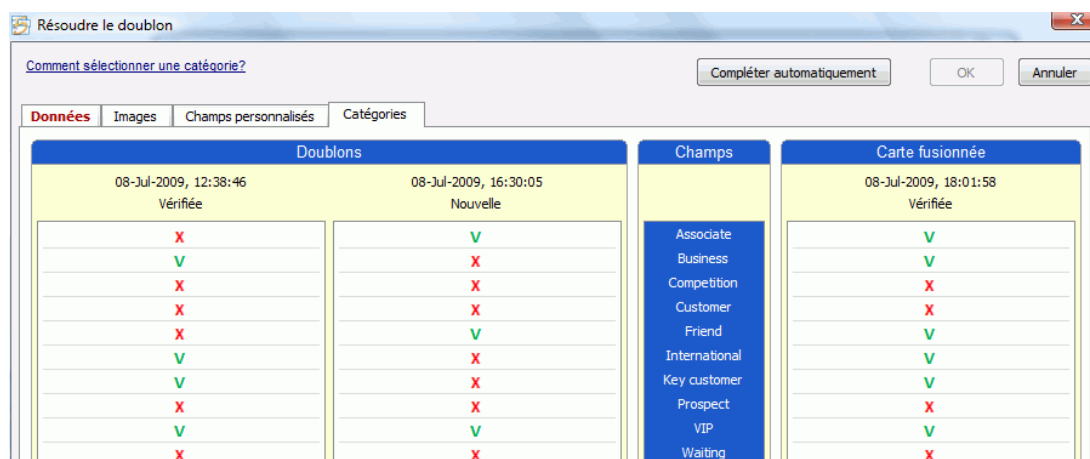 Résoudre le doublon
X
Comment sélectionner une catégorie?
Compléter automatiquement OK Annuler
Données Images Champs personnalisés Catégories
Doublons Champs Carte fusionnée
08-Jul-2009, 12:38:46 08-Jul-2009, 16:30:05 08-Jul-2009, 18:01:58
Vérifiée Nouvelle Vérifiée
X V Associate V
V X Business V
X X Competition X
X X Customer X
X V Friend V
V X International V
V X Key customer V
X X Prospect X
V V VIP V
X X Waiting X